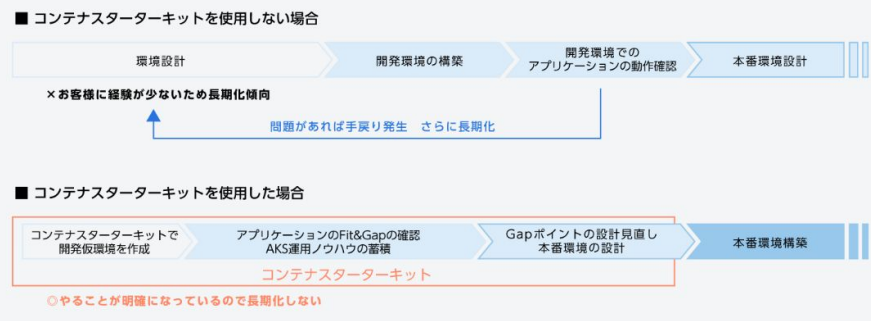 ■ コンテナスターターキットを使用しない場合
環境設計
開発環境の構築
開発環境での
アプリケーションの動作確認
本番環境設計
×お客様に経験が少ないため長期化傾向
問題があれば手戻り発生　さらに長期化
■ コンテナスターターキットを使用した場合
コンテナスターターキットで
開発仮環境を作成
アプリケーションのFit&Gapの確認
AKS運用ノウハウの蓄積
Gapポイントの設計見直し
本番環境の設計
本番環境構築
コンテナスターターキット
◎やることが明確になっているので長期化しない